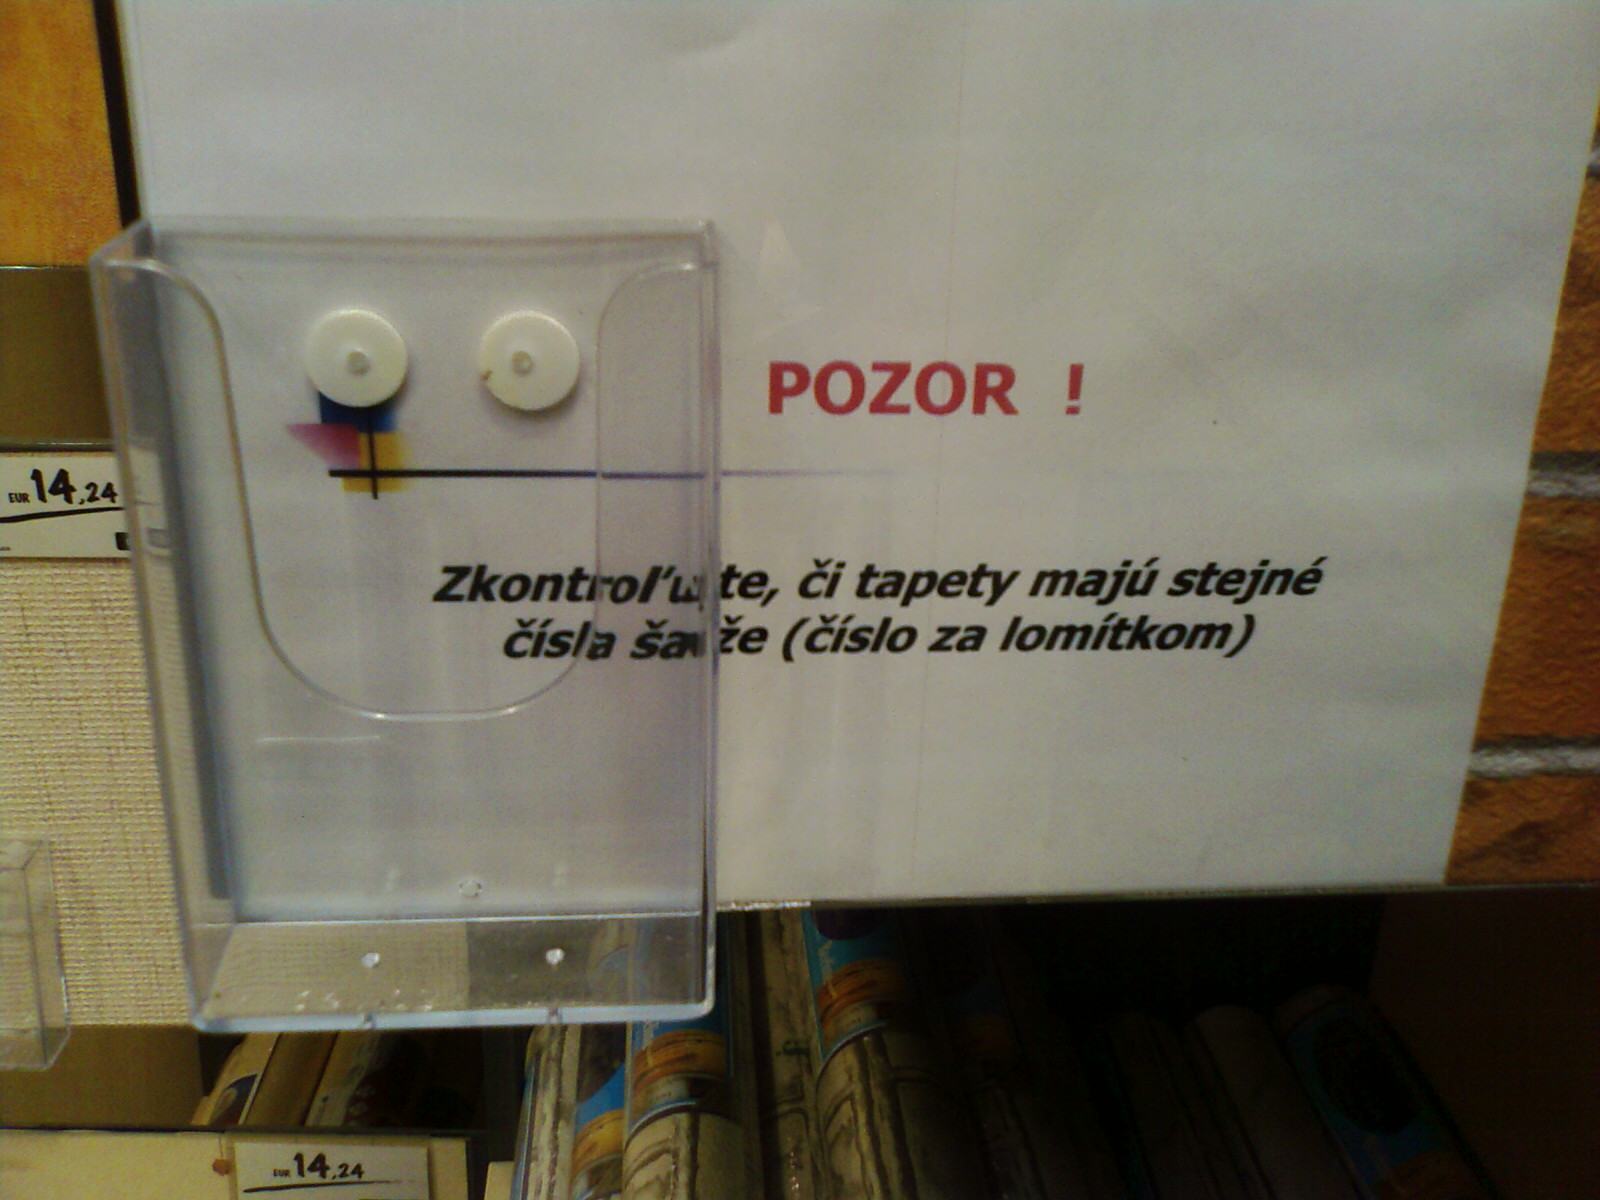 POZOR !
Zkontroľujte, či tapety majú stejné
čísla šarže (číslo za lomítkom)
EUR 14,24
EUR 14,24